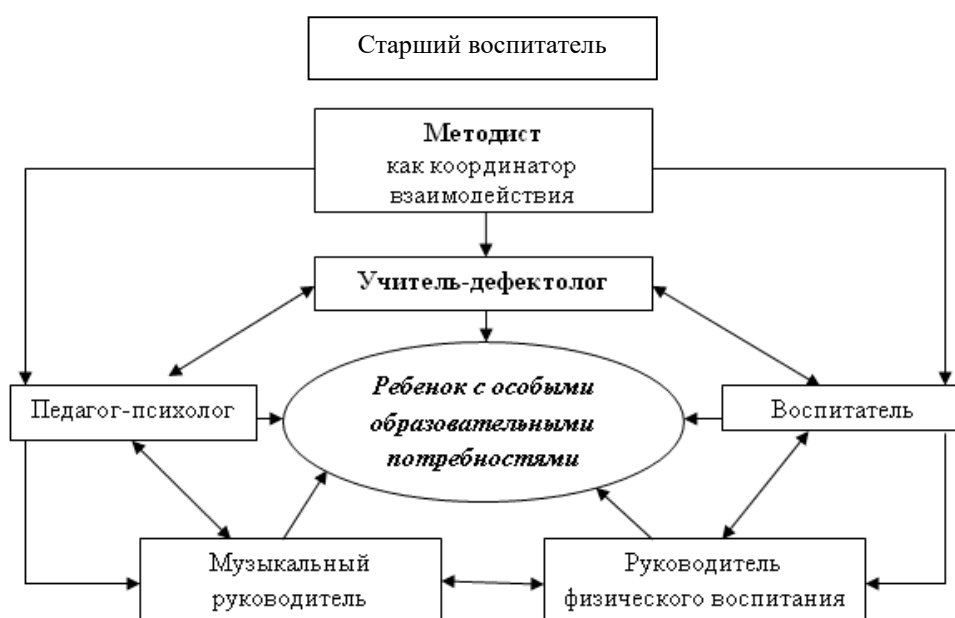 Старший воспитатель
Методист
как координатор
взаимодействия
Учитель-дефектолог
Педагог-психолог
Ребенок с особыми
образовательными
потребностями
Воспитатель
Музыкальный
руководитель
Руководитель
физического воспитания